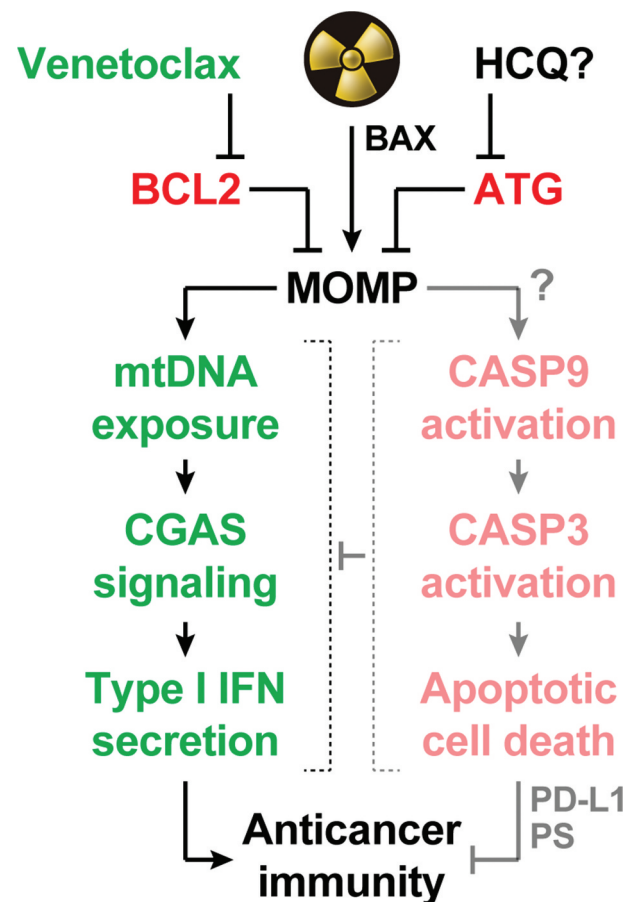 Venetoclax
HCQ?
BAX
BCL2
ATG
MOMP
?
mtDNA
exposure
CASP9
activation
CGAS
signaling
CASP3
activation
Type I IFN
secretion
Apoptotic
cell death
PD-L1
PS
Anticancer
immunity